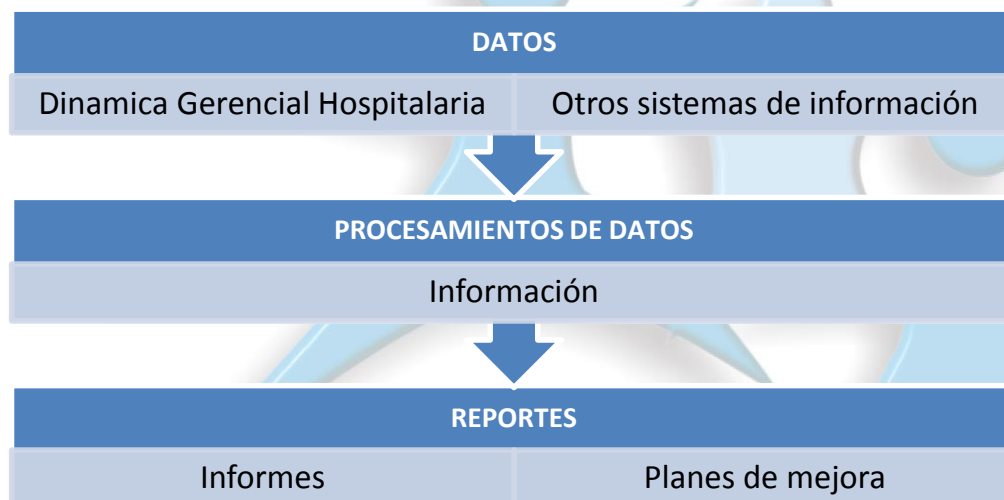 DATOS
Dinamica Gerencial Hospitalaria
Otros sistemas de información
PROCESAMIENTOS DE DATOS
Información
REPORTES
Informes
Planes de mejora